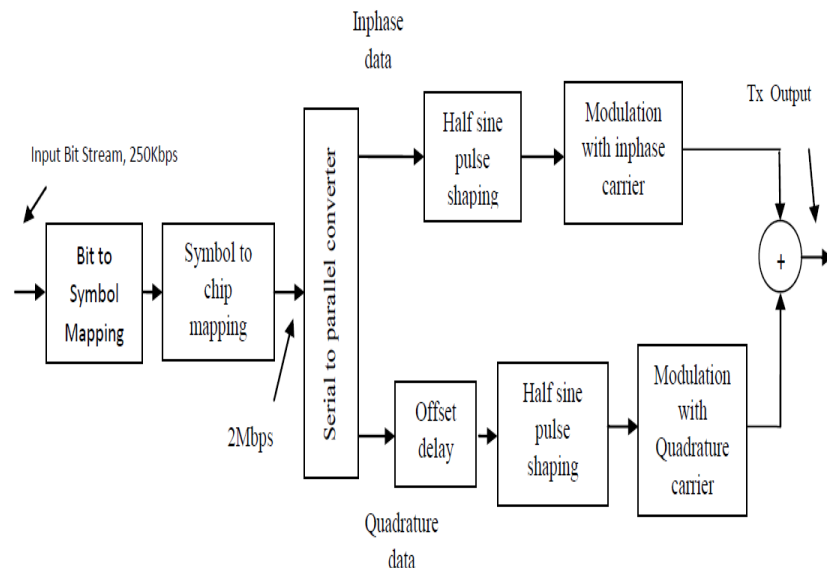 Inphase
data
Tx Output
Input Bit Stream, 250Kbps
Bit to
Symbol
Mapping
Symbol to
chip
mapping
2Mbps
Serial to parallel converter
Half sine
pulse
shaping
Modulation
with inphase
carrier
+
Offset
delay
Half sine
pulse
shaping
Modulation
with
Quadrature
carrier
Quadrature
data